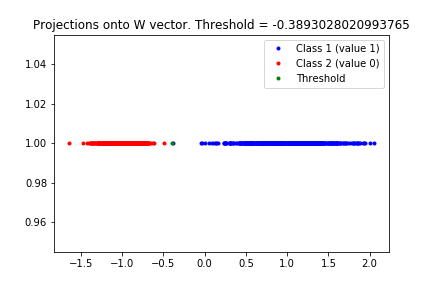 Projections onto W vector. Threshold = -0.3893028020993765
Class 1 (value 1)
Class 2 (value 0)
Threshold
1.04
1.02
1.00
0.98
0.96
−1.5 −1.0 −0.5 0.0 0.5 1.0 1.5 2.0